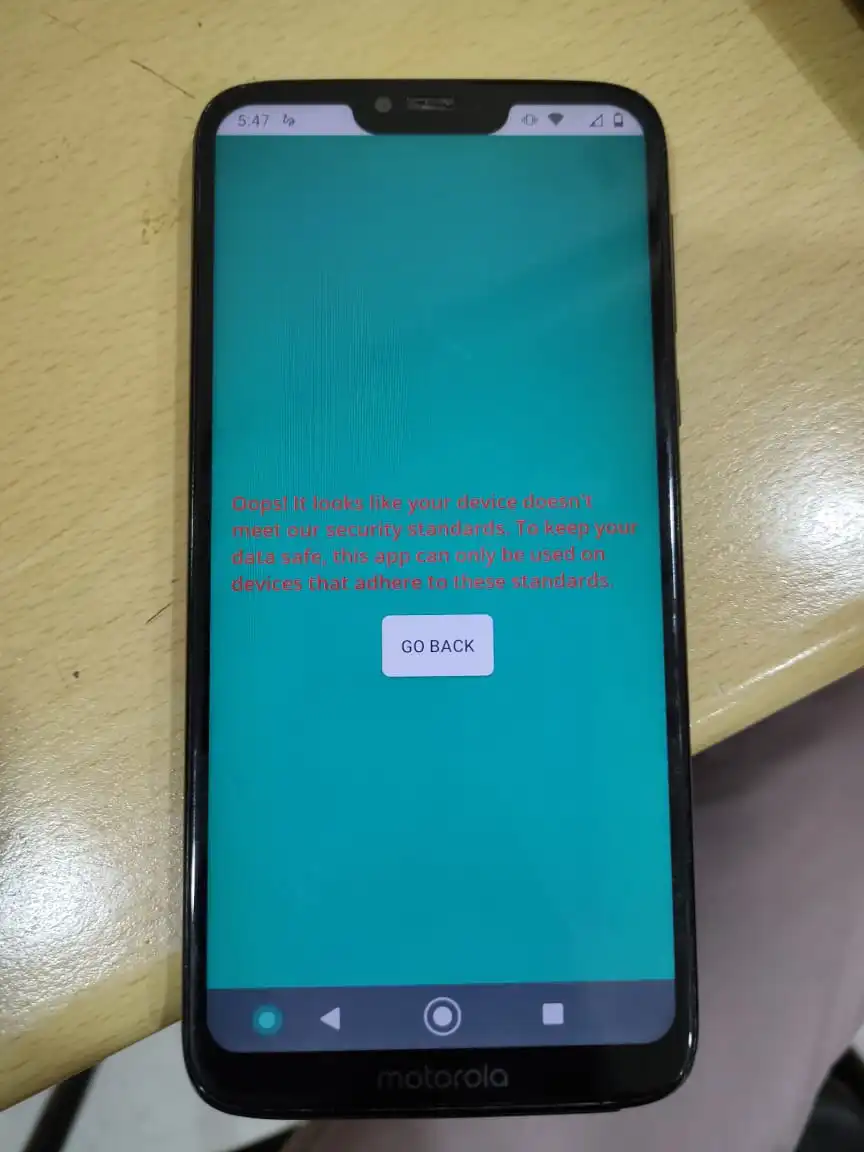 5:47
Oops! It looks like your device doesn't
meet our security standards. To keep your
data safe, this app can only be used on
devices that adhere to these standards.
GO BACK
motorola